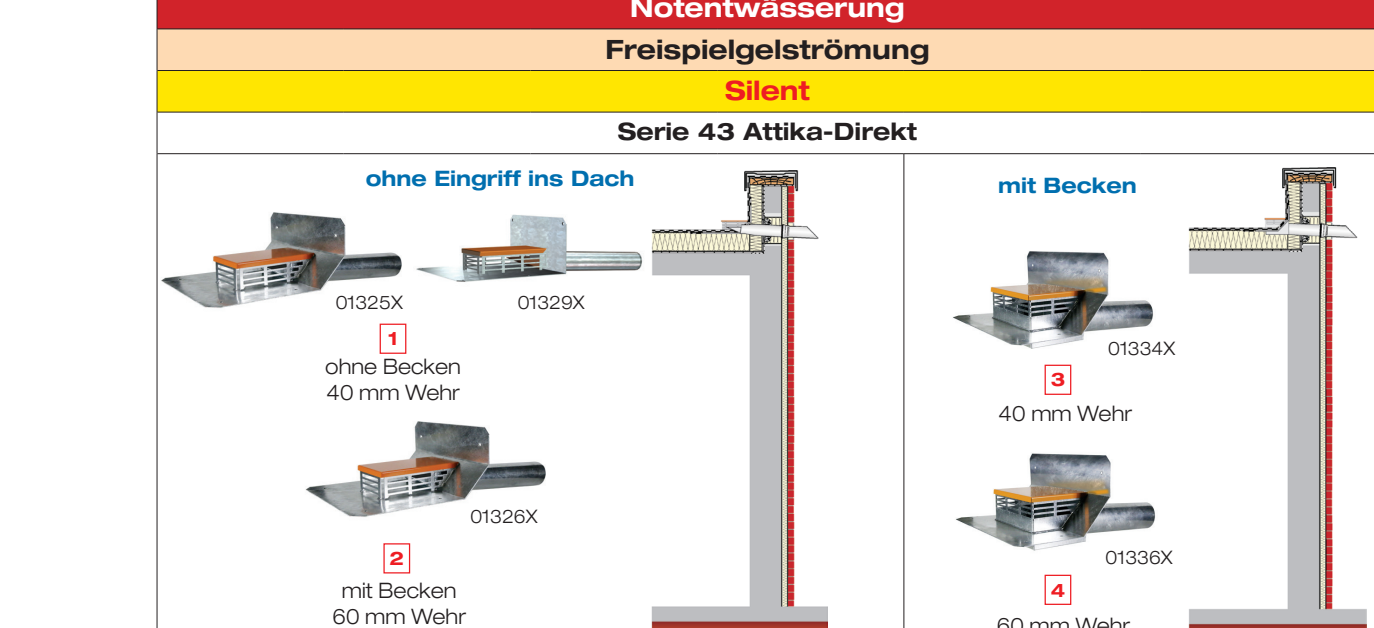 Notentwässerung
Freispielgelströmung
Silent
Serie 43 Attika-Direkt
ohne Eingriff ins Dach
01325X
01329X
1
ohne Becken
40 mm Wehr
01326X
2
mit Becken
60 mm Wehr
mit Becken
01334X
3
40 mm Wehr
01336X
4
60 mm Wehr